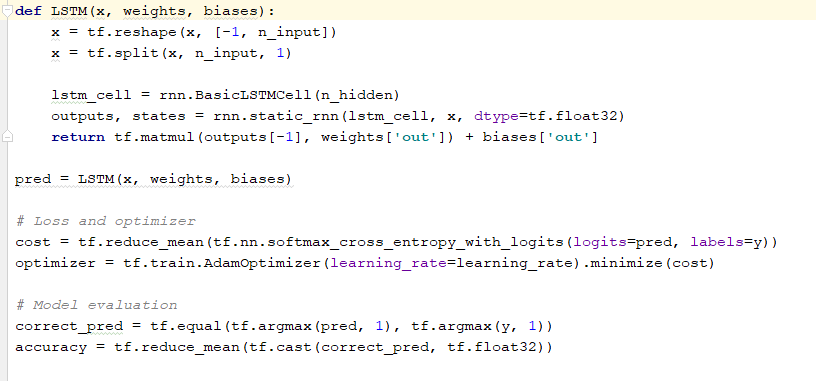 def LSTM(x, weights, biases):
    x = tf.reshape(x, [-1, n_input])
    x = tf.split(x, n_input, 1)

    lstm_cell = rnn.BasicLSTMCell(n_hidden)
    outputs, states = rnn.static_rnn(lstm_cell, x, dtype=tf.float32)
    return tf.matmul(outputs[-1], weights['out']) + biases['out']

pred = LSTM(x, weights, biases)

# Loss and optimizer
cost = tf.reduce_mean(tf.nn.softmax_cross_entropy_with_logits(logits=pred, labels=y))
optimizer = tf.train.AdamOptimizer(learning_rate=learning_rate).minimize(cost)

# Model evaluation
correct_pred = tf.equal(tf.argmax(pred, 1), tf.argmax(y, 1))
accuracy = tf.reduce_mean(tf.cast(correct_pred, tf.float32))